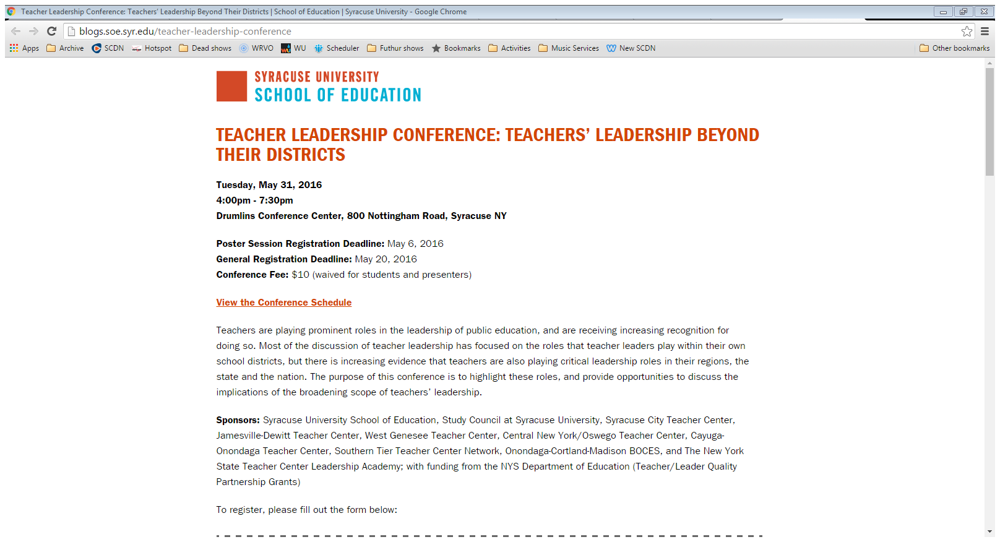 Teacher Leadership Conference: Teachers' Leadership Beyond Their Districts | School of Education | Syracuse University - Google Chrome
blogs.soe.syr.edu/teacher-leadership-conference
Apps Archive SCDN Hotspot Dead shows WRVO WU Scheduler Futhur shows Bookmarks Activities Music Services New SCDN Other bookmarks
SYRACUSE UNIVERSITY
SCHOOL OF EDUCATION
TEACHER LEADERSHIP CONFERENCE: TEACHERS’ LEADERSHIP BEYOND
THEIR DISTRICTS
Tuesday, May 31, 2016
4:00pm - 7:30pm
Drumlins Conference Center, 800 Nottingham Road, Syracuse NY
Poster Session Registration Deadline: May 6, 2016
General Registration Deadline: May 20, 2016
Conference Fee: $10 (waived for students and presenters)
View the Conference Schedule
Teachers are playing prominent roles in the leadership of public education, and are receiving increasing recognition for
doing so. Most of the discussion of teacher leadership has focused on the roles that teacher leaders play within their own
school districts, but there is increasing evidence that teachers are also playing critical leadership roles in their regions, the
state and the nation. The purpose of this conference is to highlight these roles, and provide opportunities to discuss the
implications of the broadening scope of teachers’ leadership.
Sponsors: Syracuse University School of Education, Study Council at Syracuse University, Syracuse City Teacher Center,
Jamesville-Dewitt Teacher Center, West Genesee Teacher Center, Central New York/Oswego Teacher Center, Cayuga-
Onondaga Teacher Center, Southern Tier Teacher Center Network, Onondaga-Cortland-Madison BOCES, and The New York
State Teacher Center Leadership Academy; with funding from the NYS Department of Education (Teacher/Leader Quality
Partnership Grants)
To register, please fill out the form below: